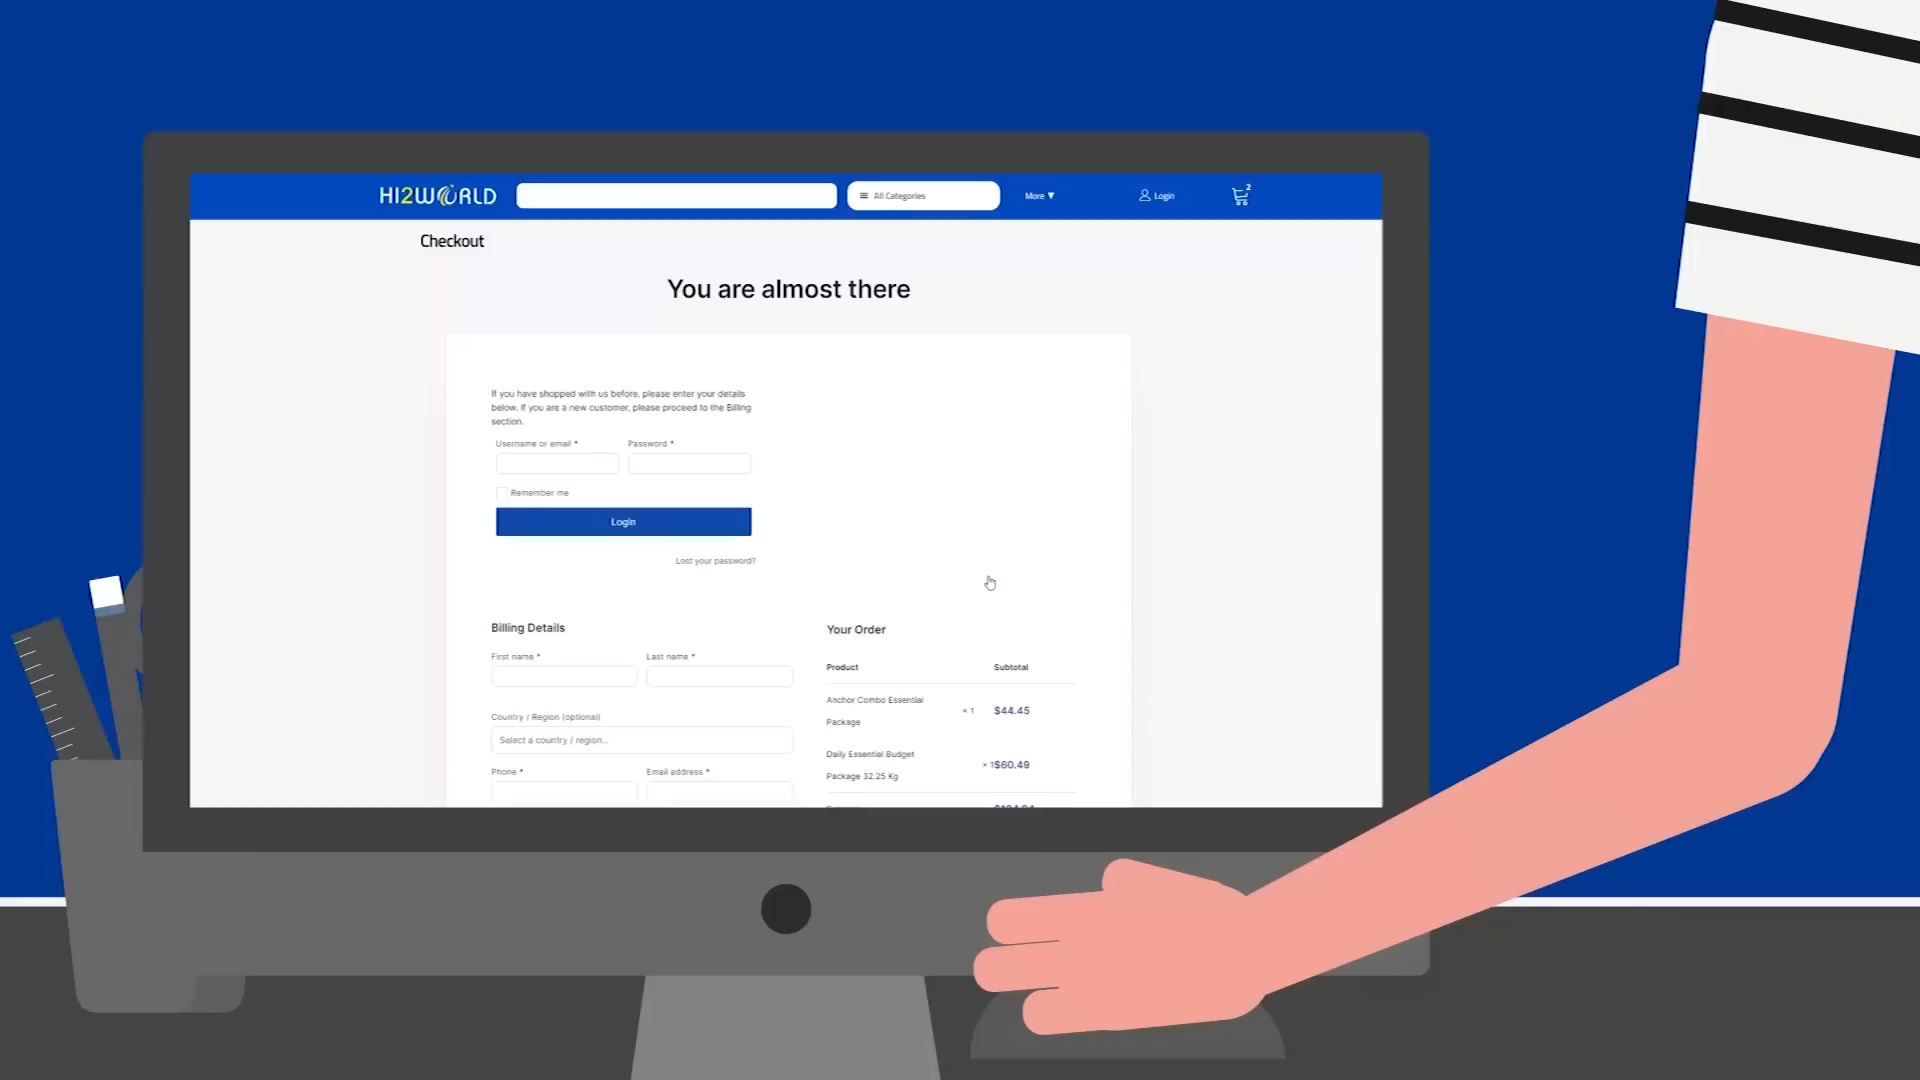 HI2WORLD
All Categories
More ▼
Login
2
Checkout
You are almost there
If you have shopped with us before, please enter your details
below. If you are a new customer, please proceed to the Billing
section.
Username or email * Password *
Remember me
Login
Lost your password?
Billing Details
First name * Last name *
Country / Region (optional)
Select a country / region...
Phone * Email address *
Your Order
Product Subtotal
Anchor Combo Essential
Package × 1 $44.45
Daily Essential Budget
Package 32.25 Kg × 1 $60.49